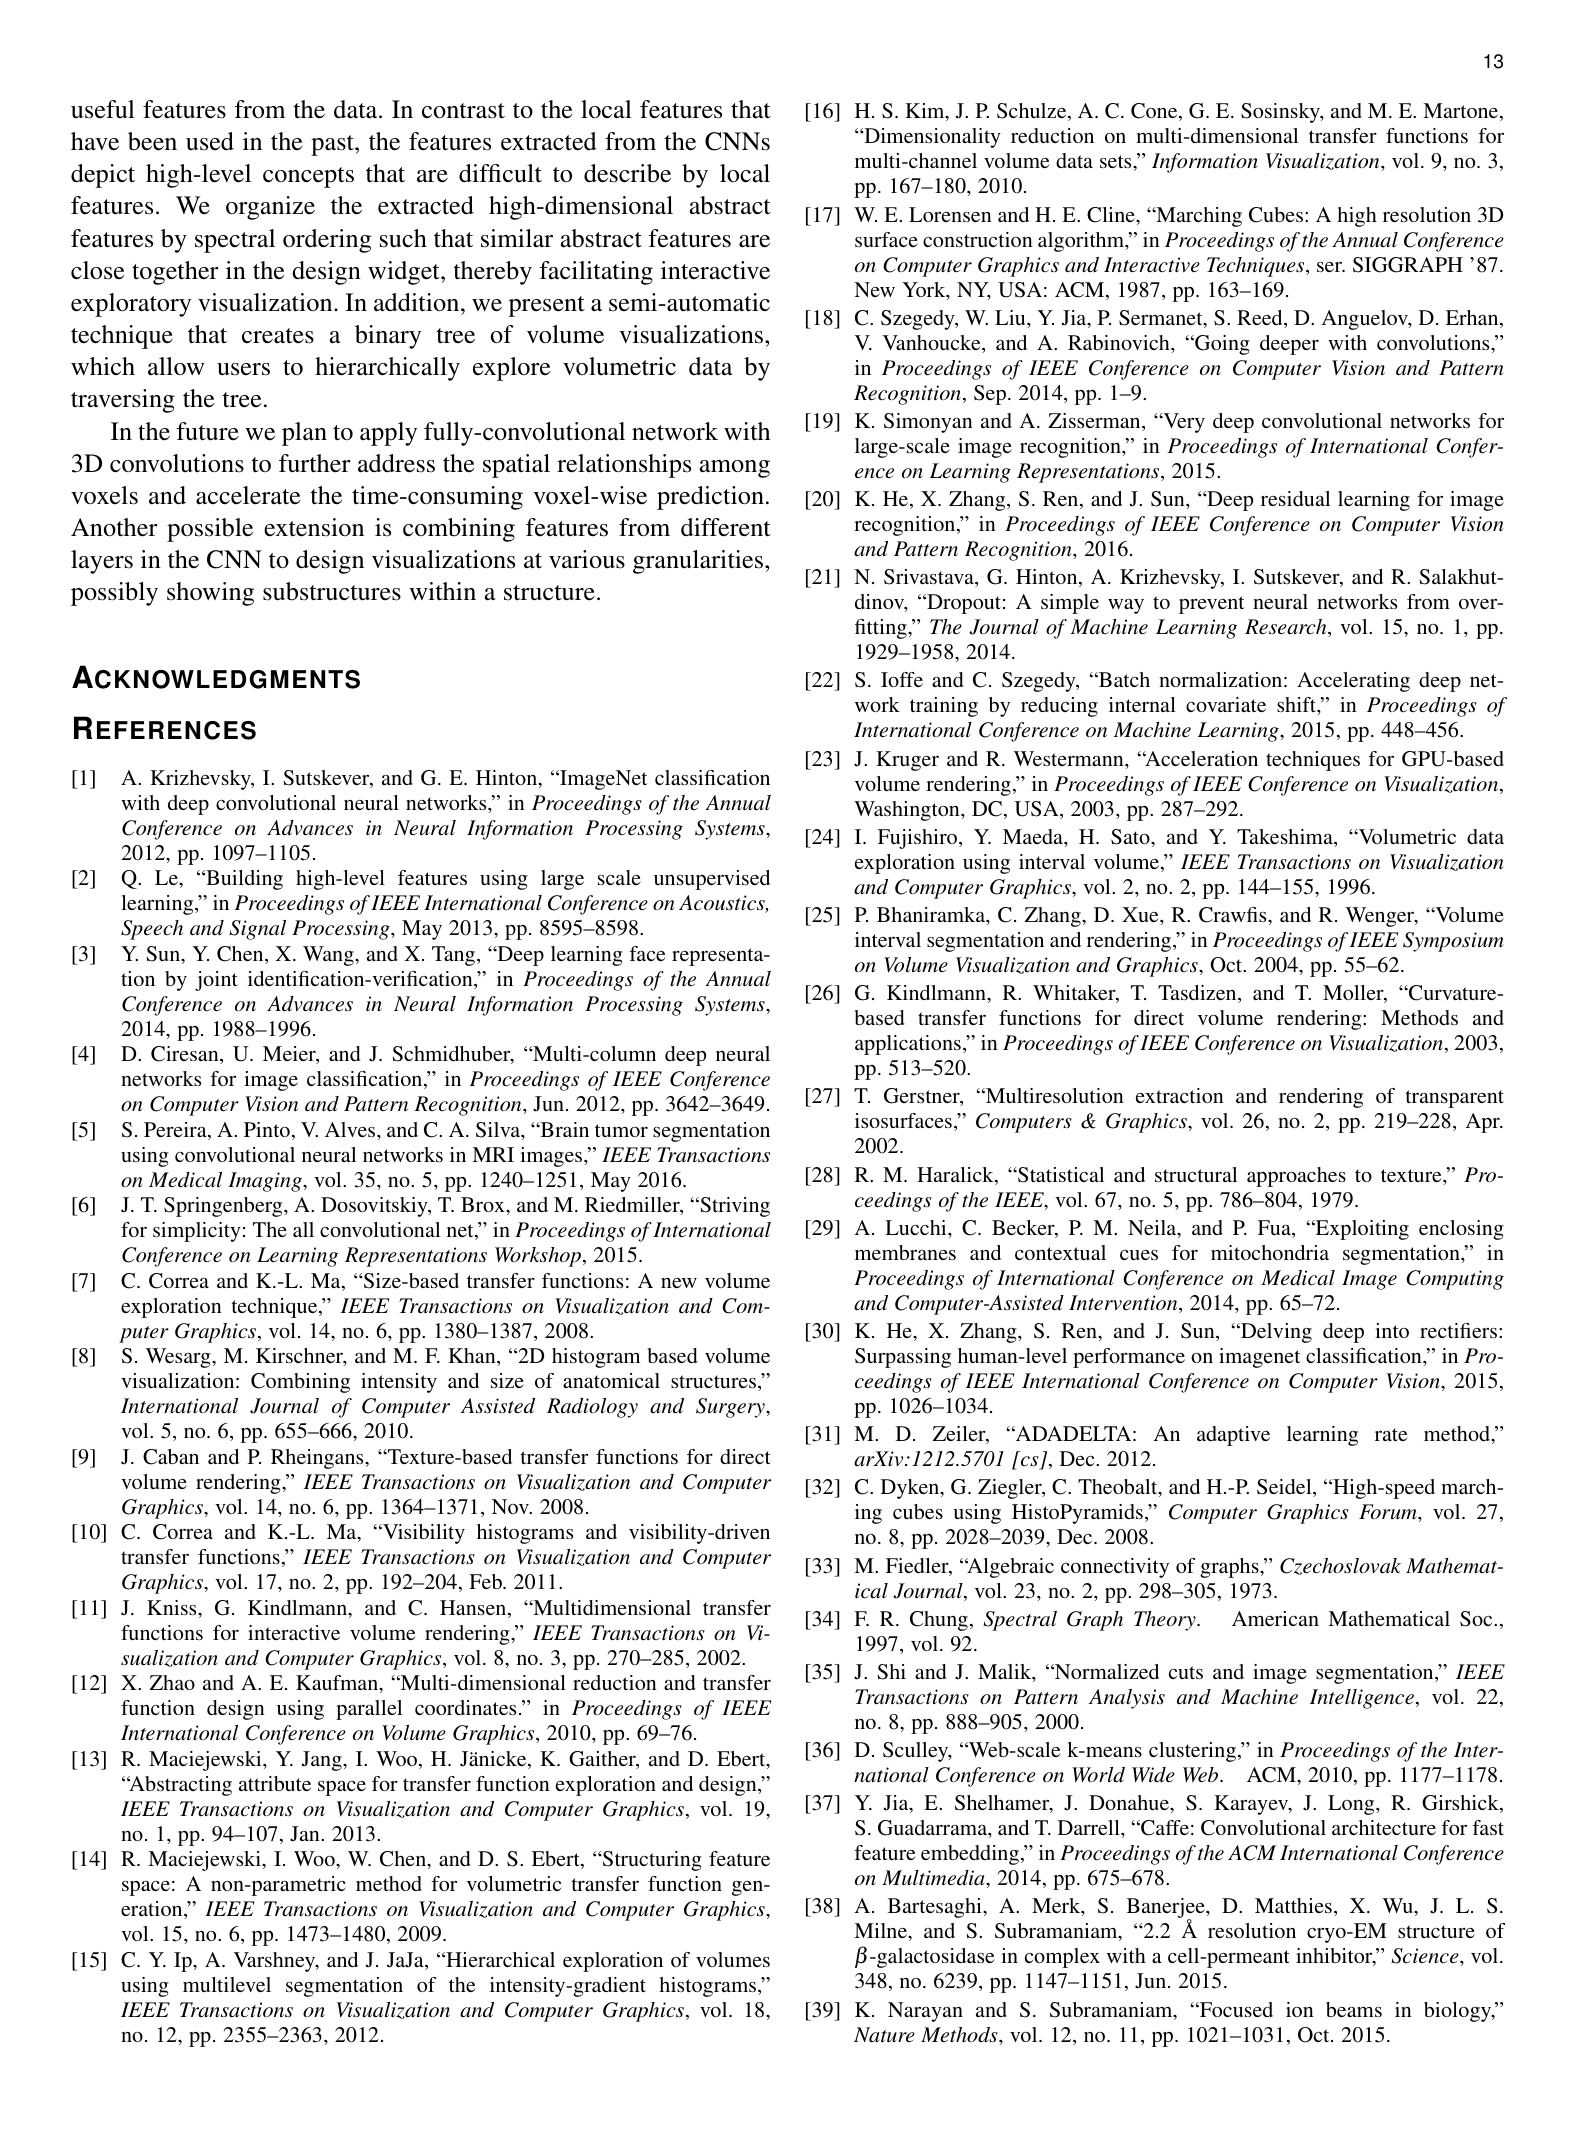 13
useful features from the data. In contrast to the local features that
have been used in the past, the features extracted from the CNNs
depict high-level concepts that are difficult to describe by local
features. We organize the extracted high-dimensional abstract
features by spectral ordering such that similar abstract features are
close together in the design widget, thereby facilitating interactive
exploratory visualization. In addition, we present a semi-automatic
technique that creates a binary tree of volume visualizations,
which allow users to hierarchically explore volumetric data by
traversing the tree.
In the future we plan to apply fully-convolutional network with
3D convolutions to further address the spatial relationships among
voxels and accelerate the time-consuming voxel-wise prediction.
Another possible extension is combining features from different
layers in the CNN to design visualizations at various granularities,
possibly showing substructures within a structure.
ACKNOWLEDGMENTS
REFERENCES
[1] A. Krizhevsky, I. Sutskever, and G. E. Hinton, “ImageNet classification
with deep convolutional neural networks,” in Proceedings of the Annual
Conference on Advances in Neural Information Processing Systems,
2012, pp. 1097–1105.
[2] Q. Le, “Building high-level features using large scale unsupervised
learning,” in Proceedings of IEEE International Conference on Acoustics,
Speech and Signal Processing, May 2013, pp. 8595–8598.
[3] Y. Sun, Y. Chen, X. Wang, and X. Tang, “Deep learning face representa-
tion by joint identification-verification,” in Proceedings of the Annual
Conference on Advances in Neural Information Processing Systems,
2014, pp. 1988–1996.
[4] D. Ciresan, U. Meier, and J. Schmidhuber, “Multi-column deep neural
networks for image classification,” in Proceedings of IEEE Conference
on Computer Vision and Pattern Recognition, Jun. 2012, pp. 3642–3649.
[5] S. Pereira, A. Pinto, V. Alves, and C. A. Silva, “Brain tumor segmentation
using convolutional neural networks in MRI images,” IEEE Transactions
on Medical Imaging, vol. 35, no. 5, pp. 1240–1251, May 2016.
[6] J. T. Springenberg, A. Dosovitskiy, T. Brox, and M. Riedmiller, “Striving
for simplicity: The all convolutional net,” in Proceedings of International
Conference on Learning Representations Workshop, 2015.
[7] C. Correa and K.-L. Ma, “Size-based transfer functions: A new volume
exploration technique,” IEEE Transactions on Visualization and Com-
puter Graphics, vol. 14, no. 6, pp. 1380–1387, 2008.
[8] S. Wesarg, M. Kirschner, and M. F. Khan, “2D histogram based volume
visualization: Combining intensity and size of anatomical structures,”
International Journal of Computer Assisted Radiology and Surgery,
vol. 5, no. 6, pp. 655–666, 2010.
[9] J. Caban and P. Rheingans, “Texture-based transfer functions for direct
volume rendering,” IEEE Transactions on Visualization and Computer
Graphics, vol. 14, no. 6, pp. 1364–1371, Nov. 2008.
[10] C. Correa and K.-L. Ma, “Visibility histograms and visibility-driven
transfer functions,” IEEE Transactions on Visualization and Computer
Graphics, vol. 17, no. 2, pp. 192–204, Feb. 2011.
[11] J. Kniss, G. Kindlmann, and C. Hansen, “Multidimensional transfer
functions for interactive volume rendering,” IEEE Transactions on Vi-
sualization and Computer Graphics, vol. 8, no. 3, pp. 270–285, 2002.
[12] X. Zhao and A. E. Kaufman, “Multi-dimensional reduction and transfer
function design using parallel coordinates.” in Proceedings of IEEE
International Conference on Volume Graphics, 2010, pp. 69–76.
[13] R. Maciejewski, Y. Jang, I. Woo, H. Jänicke, K. Gaither, and D. Ebert,
“Abstracting attribute space for transfer function exploration and design,”
IEEE Transactions on Visualization and Computer Graphics, vol. 19,
no. 1, pp. 94–107, Jan. 2013.
[14] R. Maciejewski, I. Woo, W. Chen, and D. S. Ebert, “Structuring feature
space: A non-parametric method for volumetric transfer function gen-
eration,” IEEE Transactions on Visualization and Computer Graphics,
vol. 15, no. 6, pp. 1473–1480, 2009.
[15] C. Y. Ip, A. Varshney, and J. JaJa, “Hierarchical exploration of volumes
using multilevel segmentation of the intensity-gradient histograms,”
IEEE Transactions on Visualization and Computer Graphics, vol. 18,
no. 12, pp. 2355–2363, 2012.
[16] H. S. Kim, J. P. Schulze, A. C. Cone, G. E. Sosinsky, and M. E. Martone,
“Dimensionality reduction on multi-dimensional transfer functions for
multi-channel volume data sets,” Information Visualization, vol. 9, no. 3,
pp. 167–180, 2010.
[17] W. E. Lorensen and H. E. Cline, “Marching Cubes: A high resolution 3D
surface construction algorithm,” in Proceedings of the Annual Conference
on Computer Graphics and Interactive Techniques, ser. SIGGRAPH ’87.
New York, NY, USA: ACM, 1987, pp. 163–169.
[18] C. Szegedy, W. Liu, Y. Jia, P. Sermanet, S. Reed, D. Anguelov, D. Erhan,
V. Vanhoucke, and A. Rabinovich, “Going deeper with convolutions,”
in Proceedings of IEEE Conference on Computer Vision and Pattern
Recognition, Sep. 2014, pp. 1–9.
[19] K. Simonyan and A. Zisserman, “Very deep convolutional networks for
large-scale image recognition,” in Proceedings of International Confer-
ence on Learning Representations, 2015.
[20] K. He, X. Zhang, S. Ren, and J. Sun, “Deep residual learning for image
recognition,” in Proceedings of IEEE Conference on Computer Vision
and Pattern Recognition, 2016.
[21] N. Srivastava, G. Hinton, A. Krizhevsky, I. Sutskever, and R. Salakhut-
dinov, “Dropout: A simple way to prevent neural networks from over-
fitting,” The Journal of Machine Learning Research, vol. 15, no. 1, pp.
1929–1958, 2014.
[22] S. Ioffe and C. Szegedy, “Batch normalization: Accelerating deep net-
work training by reducing internal covariate shift,” in Proceedings of
International Conference on Machine Learning, 2015, pp. 448–456.
[23] J. Kruger and R. Westermann, “Acceleration techniques for GPU-based
volume rendering,” in Proceedings of IEEE Conference on Visualization,
Washington, DC, USA, 2003, pp. 287–292.
[24] I. Fujishiro, Y. Maeda, H. Sato, and Y. Takeshima, “Volumetric data
exploration using interval volume,” IEEE Transactions on Visualization
and Computer Graphics, vol. 2, no. 2, pp. 144–155, 1996.
[25] P. Bhaniramka, C. Zhang, D. Xue, R. Crawfis, and R. Wenger, “Volume
interval segmentation and rendering,” in Proceedings of IEEE Symposium
on Volume Visualization and Graphics, Oct. 2004, pp. 55–62.
[26] G. Kindlmann, R. Whitaker, T. Tasdizen, and T. Moller, “Curvature-
based transfer functions for direct volume rendering: Methods and
applications,” in Proceedings of IEEE Conference on Visualization, 2003,
pp. 513–520.
[27] T. Gerstner, “Multiresolution extraction and rendering of transparent
isosurfaces,” Computers & Graphics, vol. 26, no. 2, pp. 219–228, Apr.
2002.
[28] R. M. Haralick, “Statistical and structural approaches to texture,” Pro-
ceedings of the IEEE, vol. 67, no. 5, pp. 786–804, 1979.
[29] A. Lucchi, C. Becker, P. M. Neila, and P. Fua, “Exploiting enclosing
membranes and contextual cues for mitochondria segmentation,” in
Proceedings of International Conference on Medical Image Computing
and Computer-Assisted Intervention, 2014, pp. 65–72.
[30] K. He, X. Zhang, S. Ren, and J. Sun, “Delving deep into rectifiers:
Surpassing human-level performance on imagenet classification,” in Pro-
ceedings of IEEE International Conference on Computer Vision, 2015,
pp. 1026–1034.
[31] M. D. Zeiler, “ADADELTA: An adaptive learning rate method,”
arXiv:1212.5701 [cs], Dec. 2012.
[32] C. Dyken, G. Ziegler, C. Theobalt, and H.-P. Seidel, “High-speed march-
ing cubes using HistoPyramids,” Computer Graphics Forum, vol. 27,
no. 8, pp. 2028–2039, Dec. 2008.
[33] M. Fiedler, “Algebraic connectivity of graphs,” Czechoslovak Mathemat-
ical Journal, vol. 23, no. 2, pp. 298–305, 1973.
[34] F. R. Chung, Spectral Graph Theory. American Mathematical Soc.,
1997, vol. 92.
[35] J. Shi and J. Malik, “Normalized cuts and image segmentation,” IEEE
Transactions on Pattern Analysis and Machine Intelligence, vol. 22,
no. 8, pp. 888–905, 2000.
[36] D. Sculley, “Web-scale k-means clustering,” in Proceedings of the Inter-
national Conference on World Wide Web. ACM, 2010, pp. 1177–1178.
[37] Y. Jia, E. Shelhamer, J. Donahue, S. Karayev, J. Long, R. Girshick,
S. Guadarrama, and T. Darrell, “Caffe: Convolutional architecture for fast
feature embedding,” in Proceedings of the ACM International Conference
on Multimedia, 2014, pp. 675–678.
[38] A. Bartesaghi, A. Merk, S. Banerjee, D. Matthies, X. Wu, J. L. S.
Milne, and S. Subramaniam, “2.2 Å resolution cryo-EM structure of
β-galactosidase in complex with a cell-permeant inhibitor,” Science, vol.
348, no. 6239, pp. 1147–1151, Jun. 2015.
[39] K. Narayan and S. Subramaniam, “Focused ion beams in biology,”
Nature Methods, vol. 12, no. 11, pp. 1021–1031, Oct. 2015.